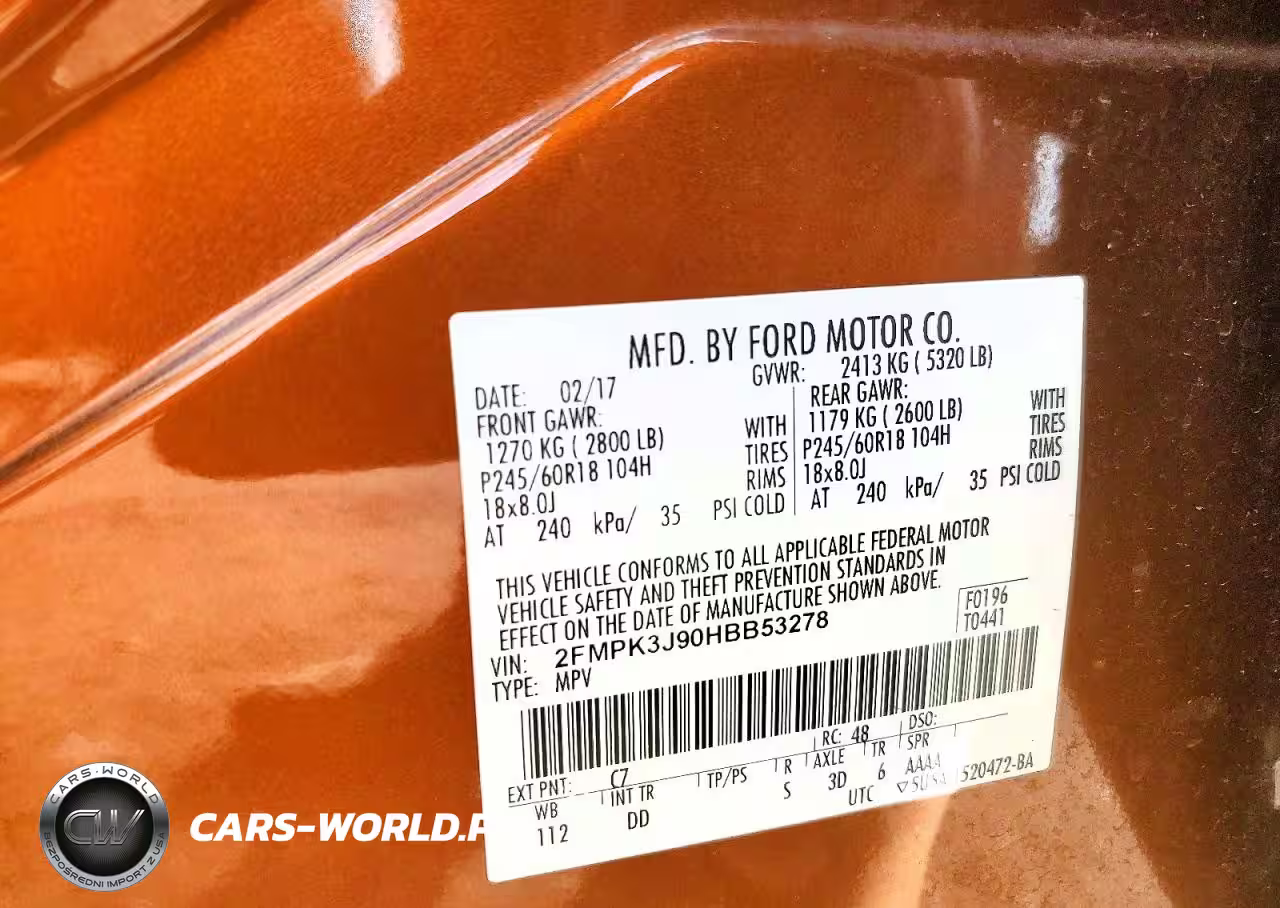 MFD. BY FORD MOTOR CO.
DATE: 02/17 GVWR: 2413 KG ( 5320 LB)
FRONT GAWR: REAR GAWR:
1270 KG ( 2800 LB) WITH 1179 KG ( 2600 LB) WITH
P245/60R18 104H TIRES P245/60R18 104H TIRES
18x8.0J RIMS 18x8.0J RIMS
AT 240 kPa/ 35 PSI COLD AT 240 kPa/ 35 PSI COLD
THIS VEHICLE CONFORMS TO ALL APPLICABLE FEDERAL MOTOR
VEHICLE SAFETY AND THEFT PREVENTION STANDARDS IN
EFFECT ON THE DATE OF MANUFACTURE SHOWN ABOVE.
VIN: 2FMPK3J90HBB53278 F0196
TYPE: MPV T0441
EXT PNT: C7 RC: 48 DSO:
WB INT TR TP/PS R AXLE TR SPR
112 DD S 3D 6 AAAA
UTC 520472-BA
CARS-WORLD
CW
BEZPOŚREDNI IMPORT Z USA
CARS-WORLD.P